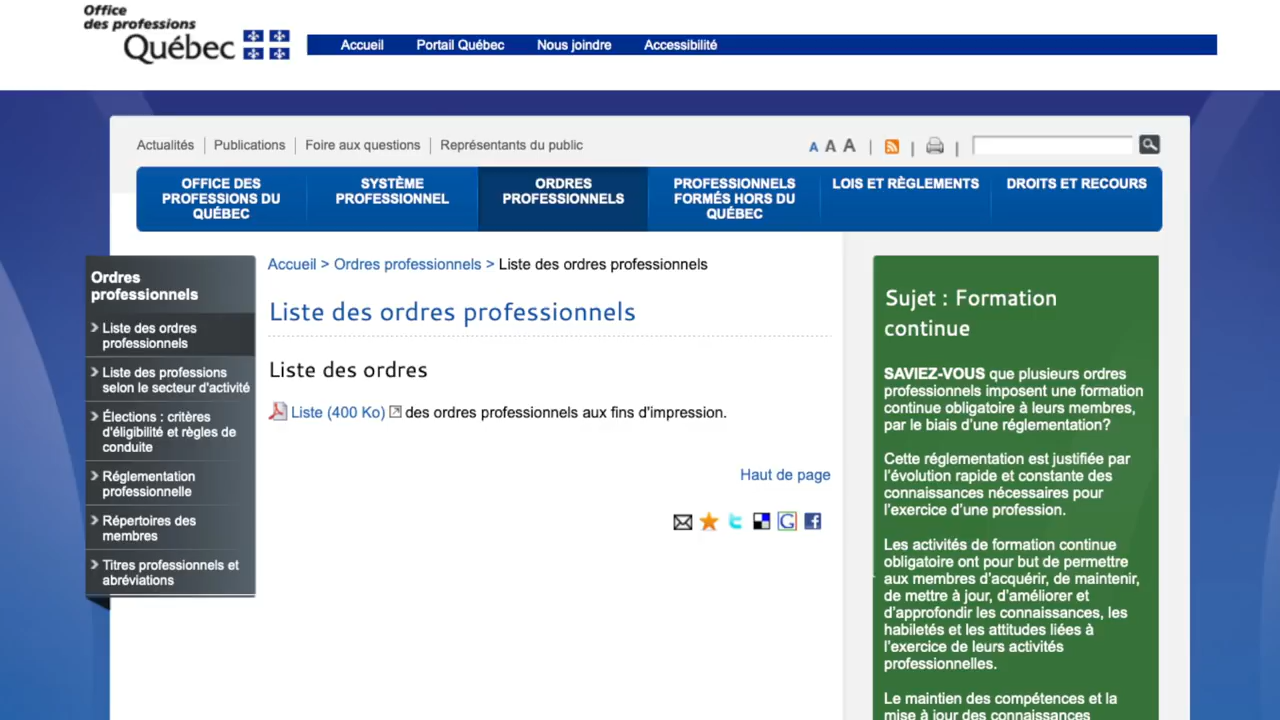 Office
des professions
Québec
Accueil
Portail Québec
Nous joindre
Accessibilité
Actualités
Publications
Foire aux questions
Représentants du public
A A A
OFFICE DES
PROFESSIONS DU
QUÉBEC
SYSTÈME
PROFESSIONNEL
ORDRES
PROFESSIONNELS
PROFESSIONNELS
FORMÉS HORS DU
QUÉBEC
LOIS ET RÈGLEMENTS
DROITS ET RECOURS
Ordres
professionnels
Liste des ordres
professionnels
Liste des professions
selon le secteur d'activité
Élections : critères
d'éligibilité et règles de
conduite
Réglementation
professionnelle
Répertoires des
membres
Titres professionnels et
abréviations
Accueil > Ordres professionnels > Liste des ordres professionnels
Liste des ordres professionnels
Liste des ordres
Liste (400 Ko) des ordres professionnels aux fins d'impression.
Haut de page
Sujet : Formation
continue
SAVIEZ-VOUS que plusieurs ordres
professionnels imposent une formation
continue obligatoire à leurs membres,
par le biais d’une réglementation?
Cette réglementation est justifiée par
l’évolution rapide et constante des
connaissances nécessaires pour
l’exercice d’une profession.
Les activités de formation continue
obligatoire ont pour but de permettre
aux membres d’acquérir, de maintenir,
de mettre à jour, d’améliorer et
d’approfondir les connaissances, les
habiletés et les attitudes liées à
l’exercice de leurs activités
professionnelles.
Le maintien des compétences et la
mise à jour des connaissances